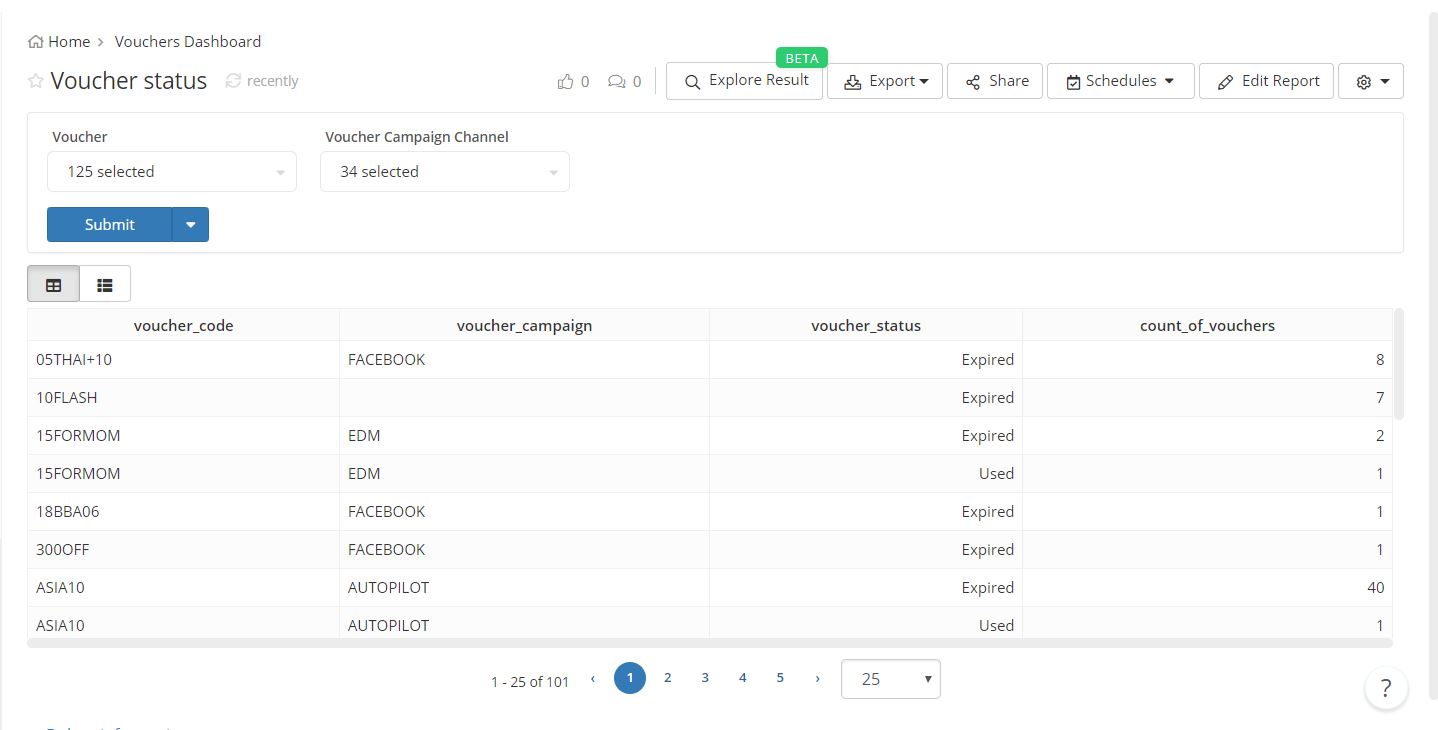 Home › Vouchers Dashboard
Voucher status recently
0 0 Explore Result BETA Export Share Schedules Edit Report
Voucher Voucher Campaign Channel
125 selected 34 selected
Submit
voucher_code voucher_campaign voucher_status count_of_vouchers
05THAI+10 FACEBOOK Expired 8
10FLASH Expired 7
15FORMOM EDM Expired 2
15FORMOM EDM Used 1
18BBA06 FACEBOOK Expired 1
300OFF FACEBOOK Expired 1
ASIA10 AUTOPILOT Expired 40
ASIA10 AUTOPILOT Used 1
1 - 25 of 101 ‹ 1 2 3 4 5 › 25
?